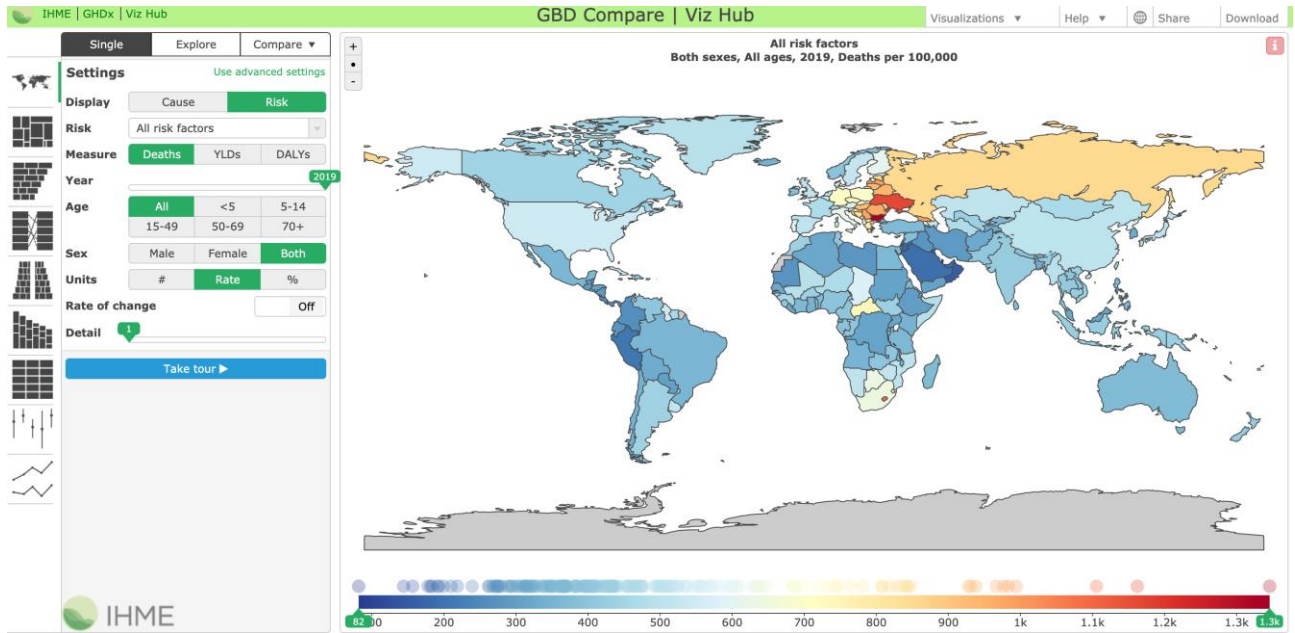 IHME | GHDx | Viz Hub
GBD Compare | Viz Hub
Visualizations ▼
Help ▼
Share
Download
Single
Explore
Compare ▼
Settings
Use advanced settings
Display
Cause
Risk
Risk
All risk factors
Measure
Deaths
YLDs
DALYs
Year
2019
Age
All
<5
5-14
15-49
50-69
70+
Sex
Male
Female
Both
Units
#
Rate
%
Rate of change
Off
Detail
1
Take tour ▶
IHME
+
-
All risk factors
Both sexes, All ages, 2019, Deaths per 100,000
i
82
200
300
400
500
600
700
800
900
1k
1.1k
1.2k
1.3k
1.3k